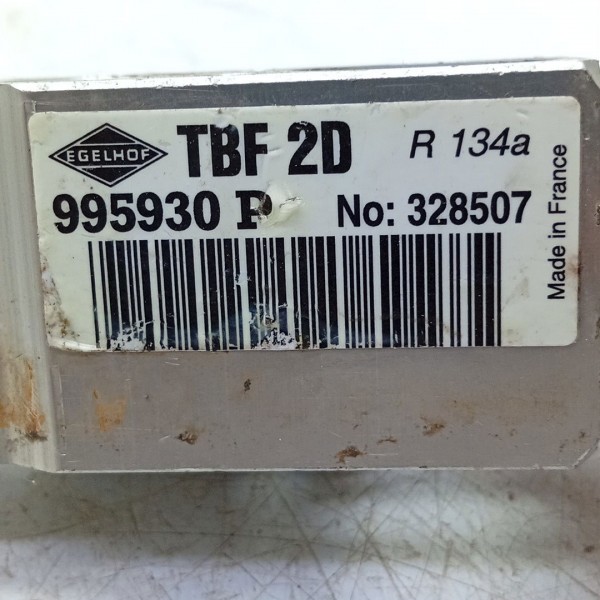 EGELHOF TBF 2D R 134a
995930 P No: 328507
Made in France